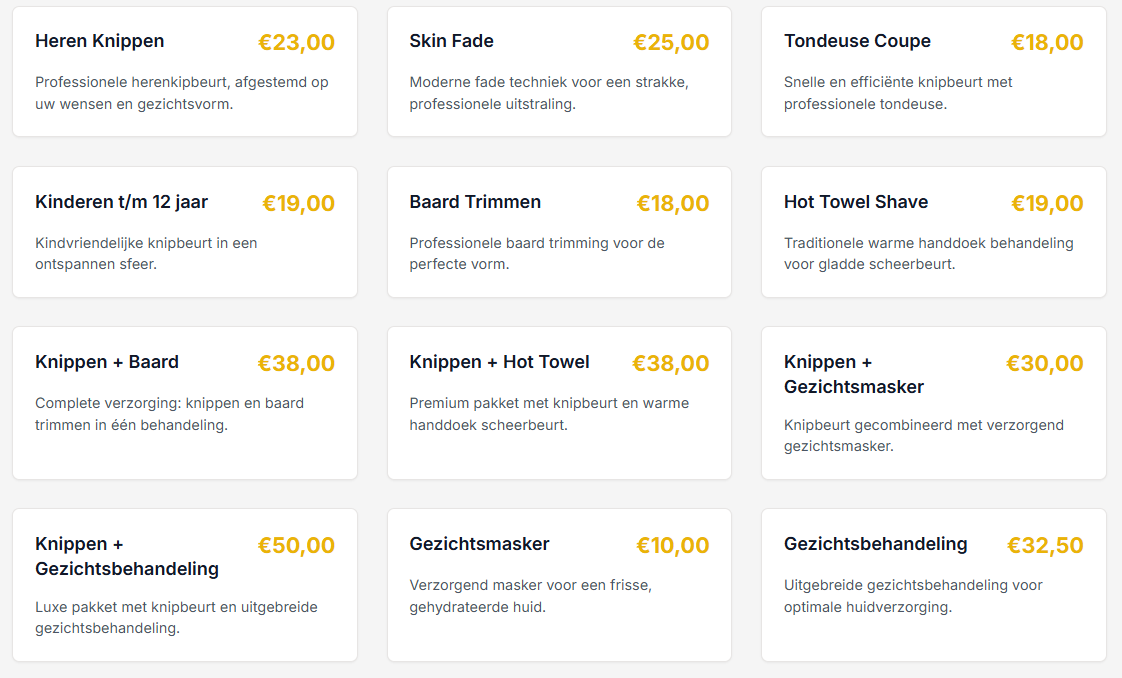 Heren Knippen €23,00
Professionele herenkipbeurt, afgestemd op
uw wensen en gezichtsvorm.
Skin Fade €25,00
Moderne fade techniek voor een strakke,
professionele uitstraling.
Tondeuse Coupe €18,00
Snelle en efficiënte knipbeurt met
professionele tondeuse.
Kinderen t/m 12 jaar €19,00
Kindvriendelijke knipbeurt in een
ontspannen sfeer.
Baard Trimmen €18,00
Professionele baard trimming voor de
perfecte vorm.
Hot Towel Shave €19,00
Traditionele warme handdoek behandeling
voor gladde scheerbeurt.
Knippen + Baard €38,00
Complete verzorging: knippen en baard
trimmen in één behandeling.
Knippen + Hot Towel €38,00
Premium pakket met knipbeurt en warme
handdoek scheerbeurt.
Knippen + €30,00
Gezichtsmasker
Knipbeurt gecombineerd met verzorgend
gezichtsmasker.
Knippen + €50,00
Gezichtsbehandeling
Luxe pakket met knipbeurt en uitgebreide
gezichtsbehandeling.
Gezichtsmasker €10,00
Verzorgend masker voor een frisse,
gehydrateerde huid.
Gezichtsbehandeling €32,50
Uitgebreide gezichtsbehandeling voor
optimale huidverzorging.